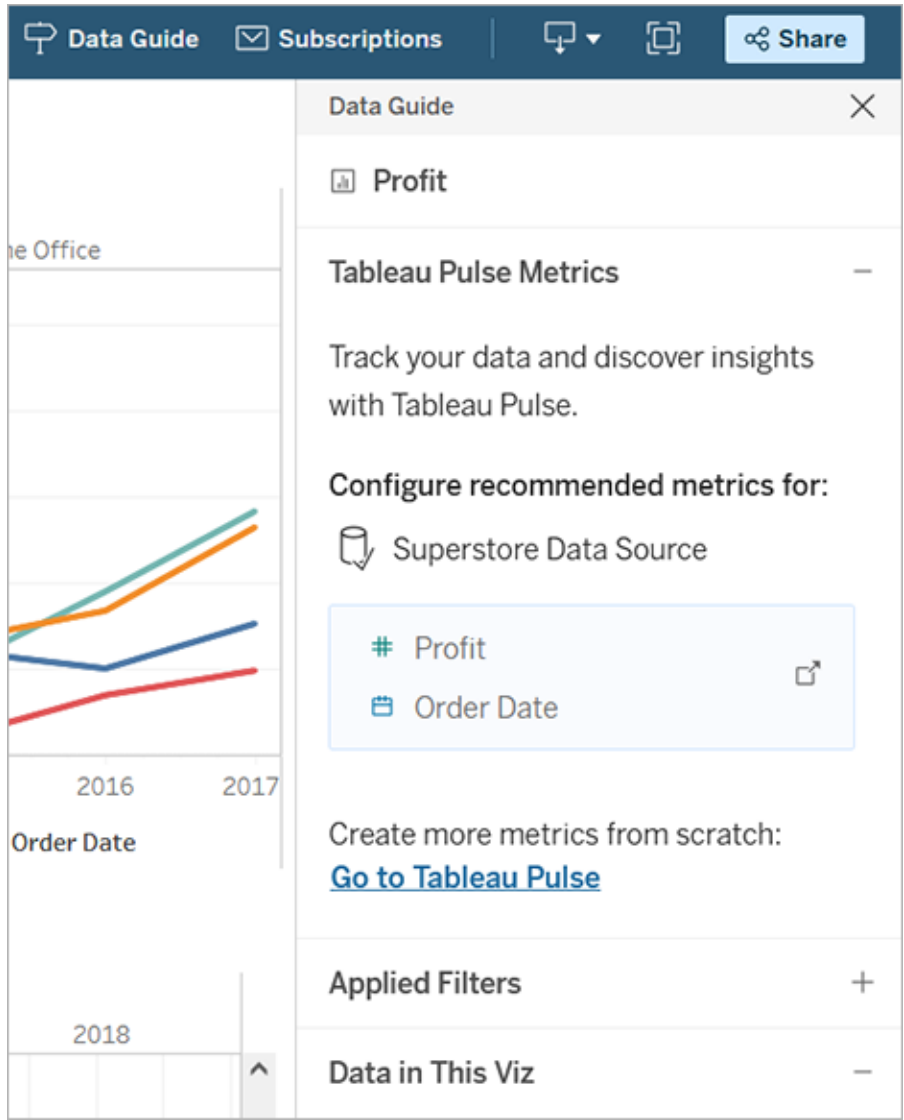 Data Guide Subscriptions Share
Data Guide
Profit
ne Office
Tableau Pulse Metrics
Track your data and discover insights
with Tableau Pulse.
Configure recommended metrics for:
Superstore Data Source
Profit
Order Date
2016 2017
Order Date
Create more metrics from scratch:
Go to Tableau Pulse
Applied Filters
2018
Data in This Viz